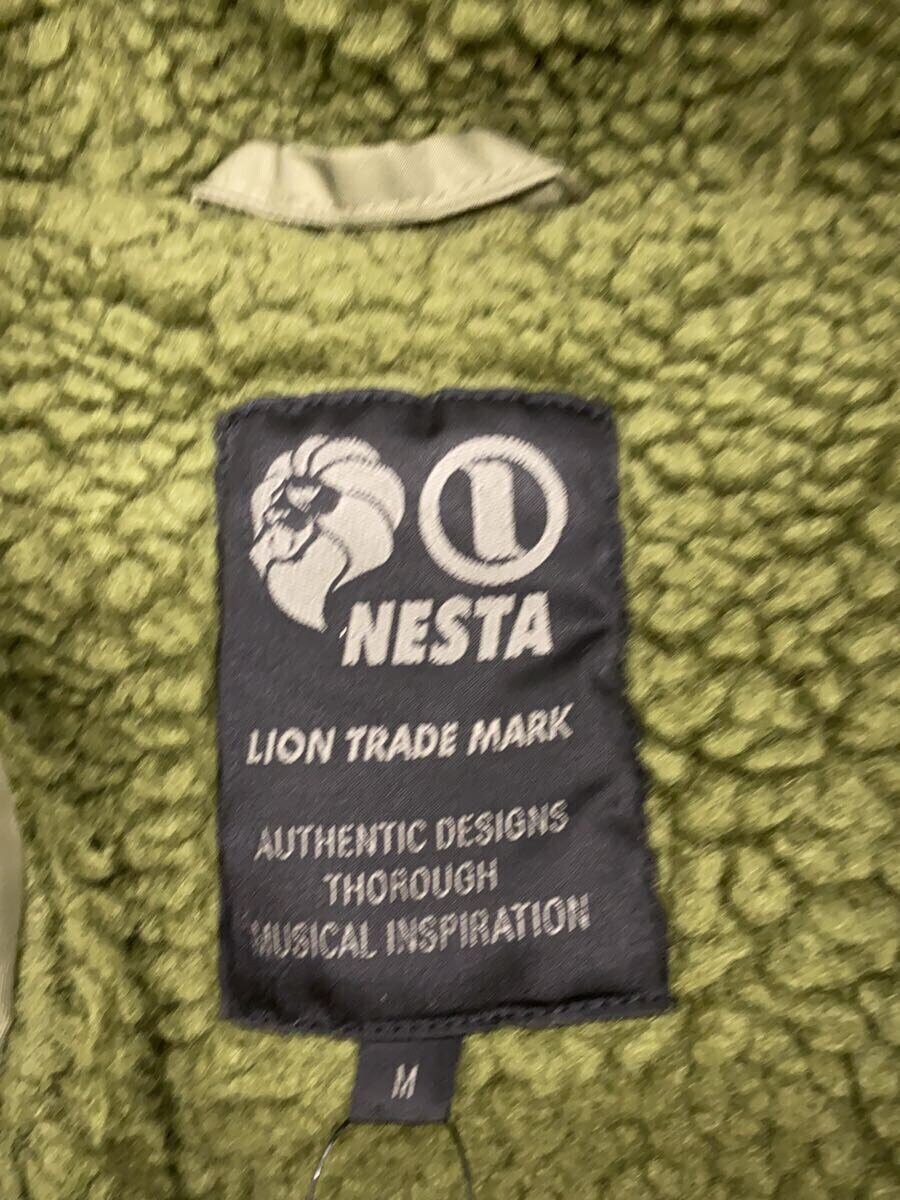 NESTA
LION TRADE MARK
AUTHENTIC DESIGNS
THOROUGH
MUSICAL INSPIRATION
M